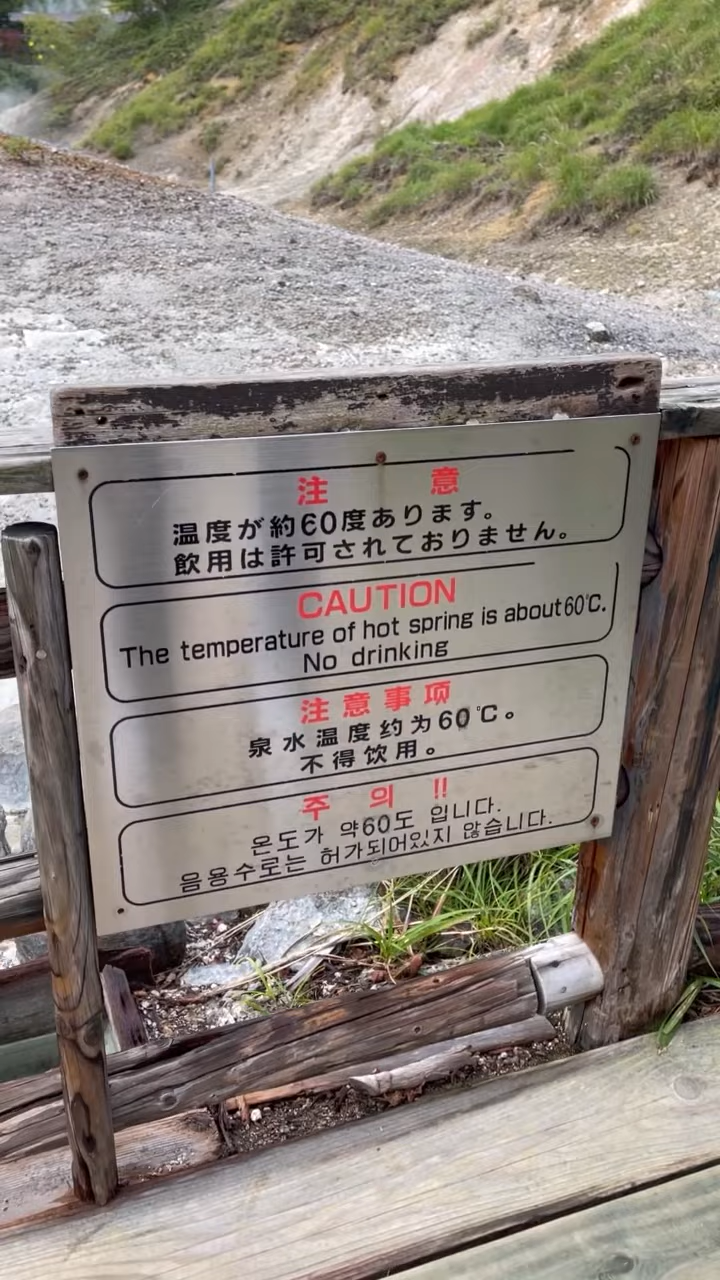 注 意
温度が約60度あります。
飲用は許可されておりません。
CAUTION
The temperature of hot spring is about 60℃.
No drinking
注意事项
泉水温度约为60℃。
不得饮用。
주 의 !!
온도가 약60도 입니다.
음용수로는 허가되어있지 않습니다.